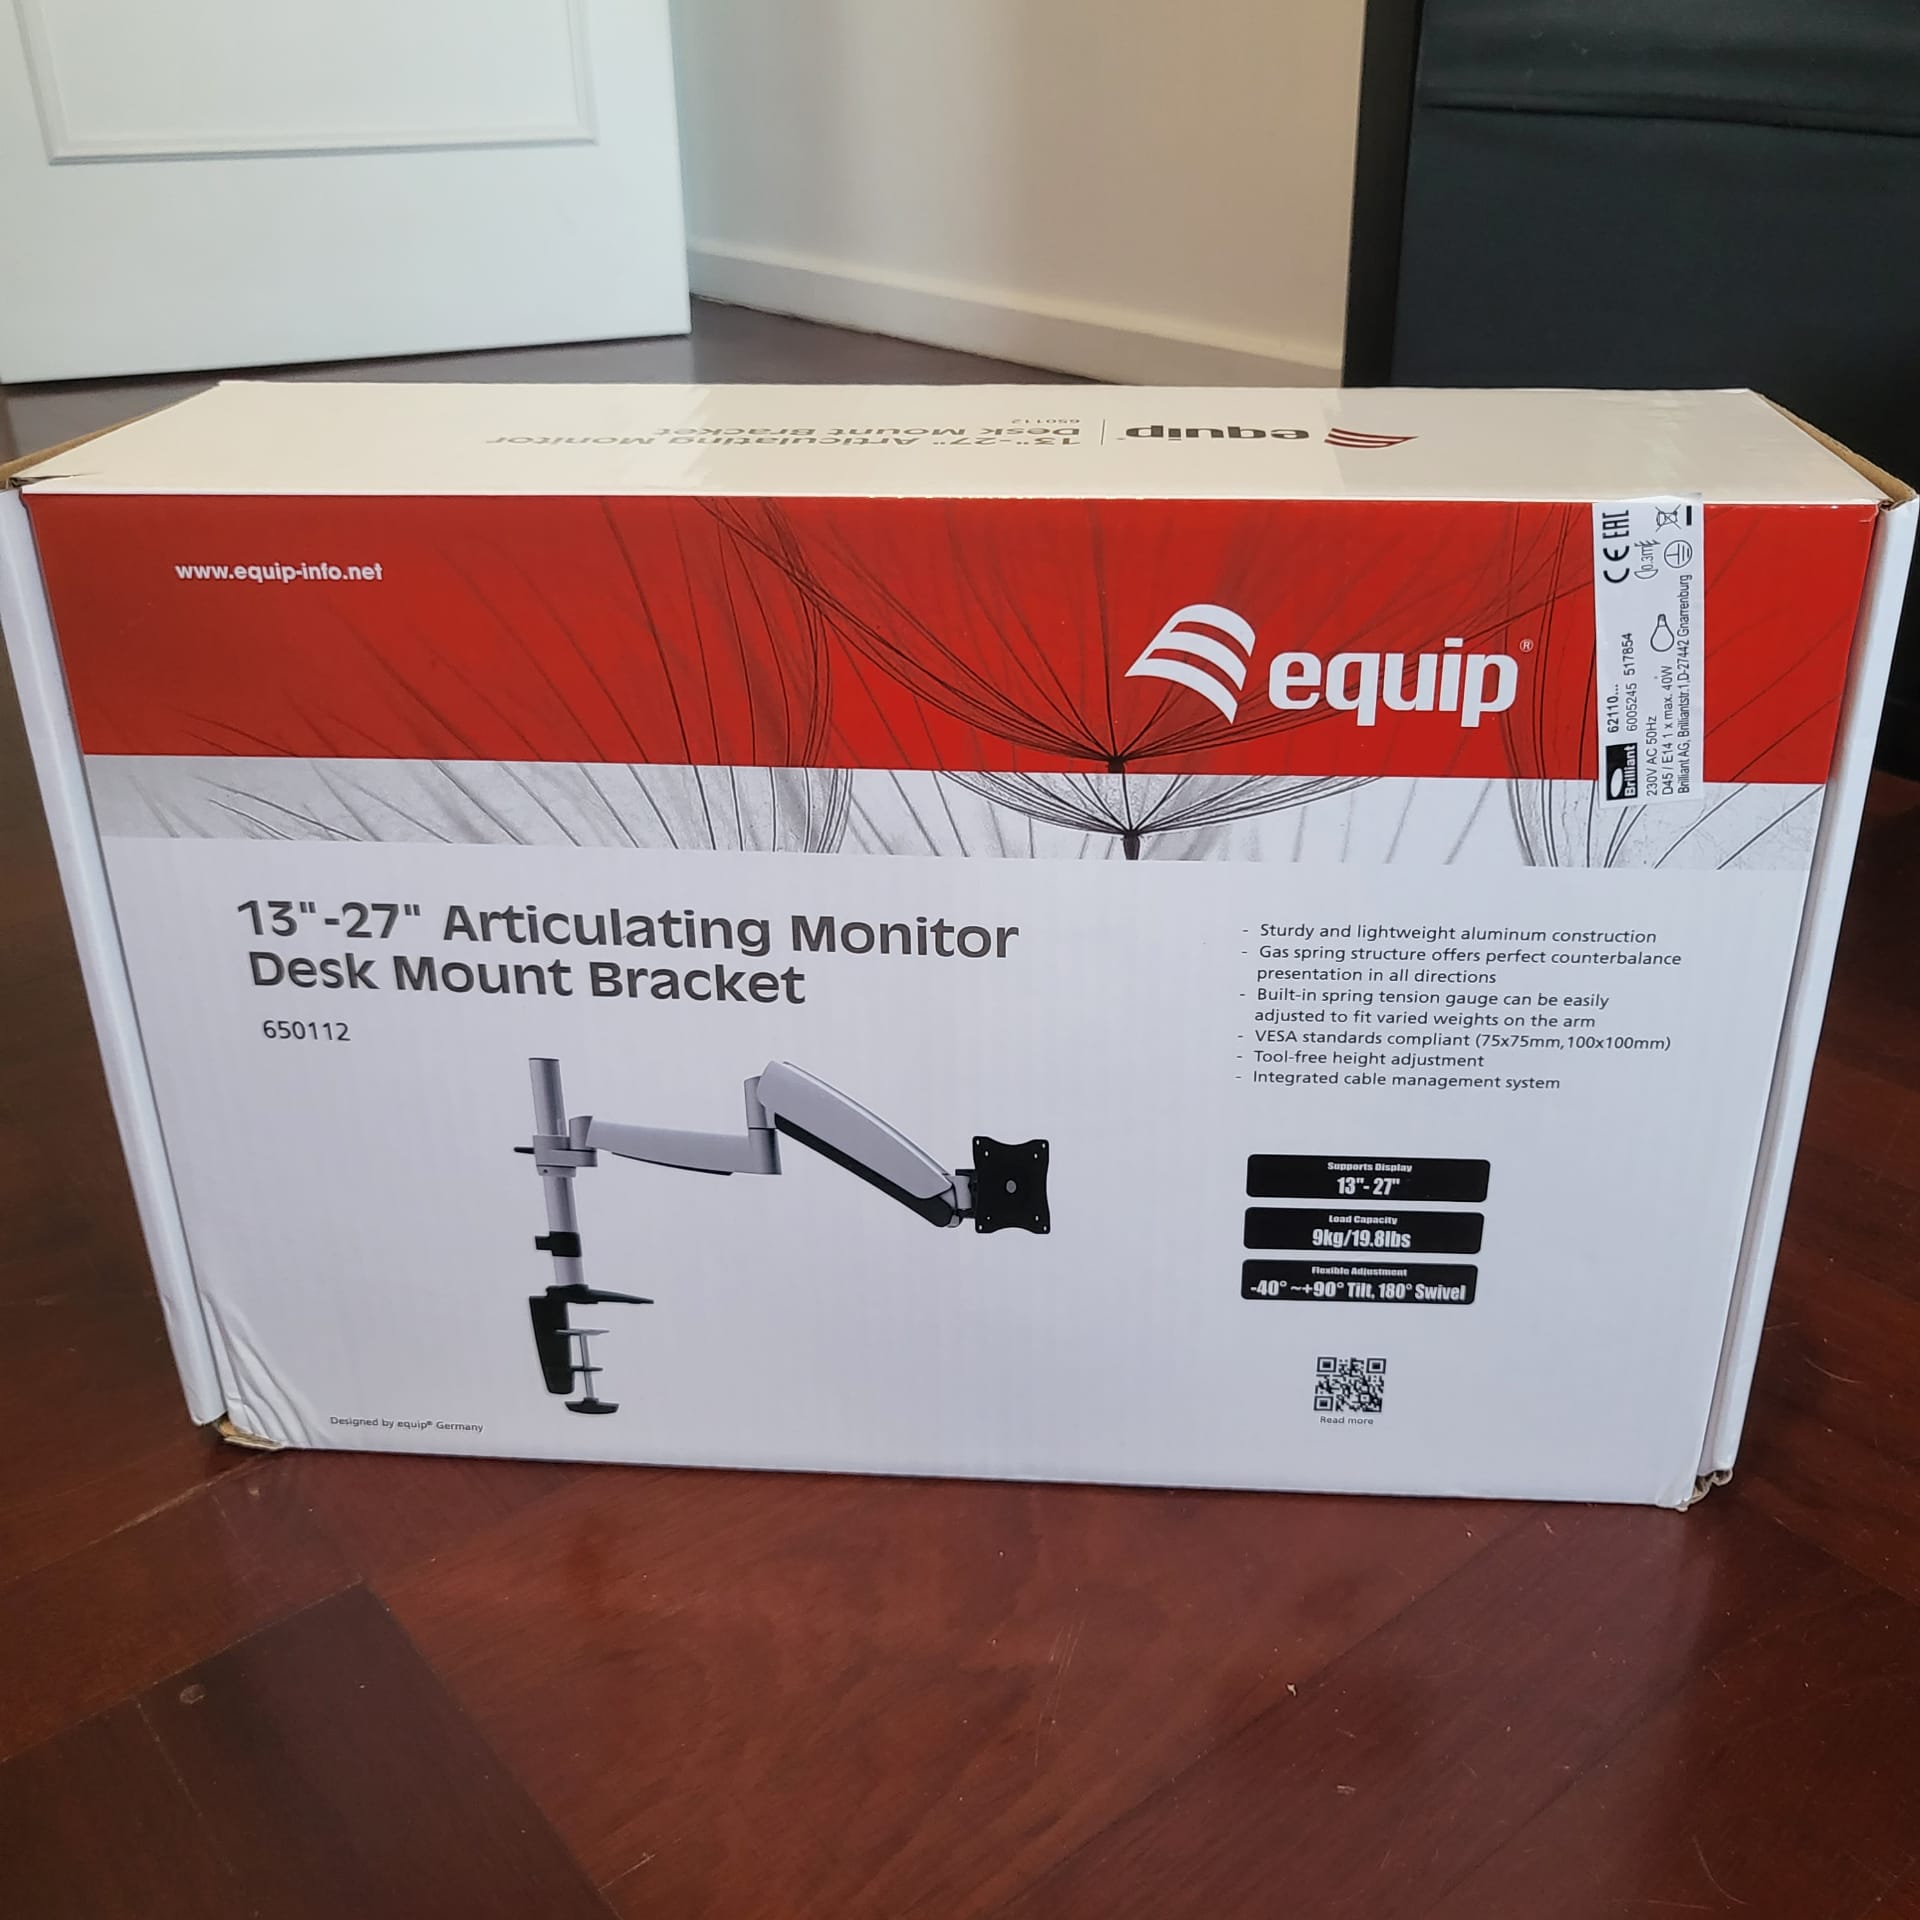 equip
13"-27" Articulating Monitor
Desk Mount Bracket
650112
www.equip-info.net
equip®
CE EAC
0.3m
Brilliant
62110...
6005245 517854
230V AC 50Hz
D45 / E14 1 x max. 40W
Brilliant AG, Brilliantstr.1,D-27442 Gnarrenburg
13"-27" Articulating Monitor
Desk Mount Bracket
650112
- Sturdy and lightweight aluminum construction
- Gas spring structure offers perfect counterbalance
presentation in all directions
- Built-in spring tension gauge can be easily
adjusted to fit varied weights on the arm
- VESA standards compliant (75x75mm,100x100mm)
- Tool-free height adjustment
- Integrated cable management system
Supports Display
13"- 27"
Load Capacity
9kg/19.8lbs
Flexible Adjustment
-40° ~+90° Tilt, 180° Swivel
Read more
Designed by equip® Germany